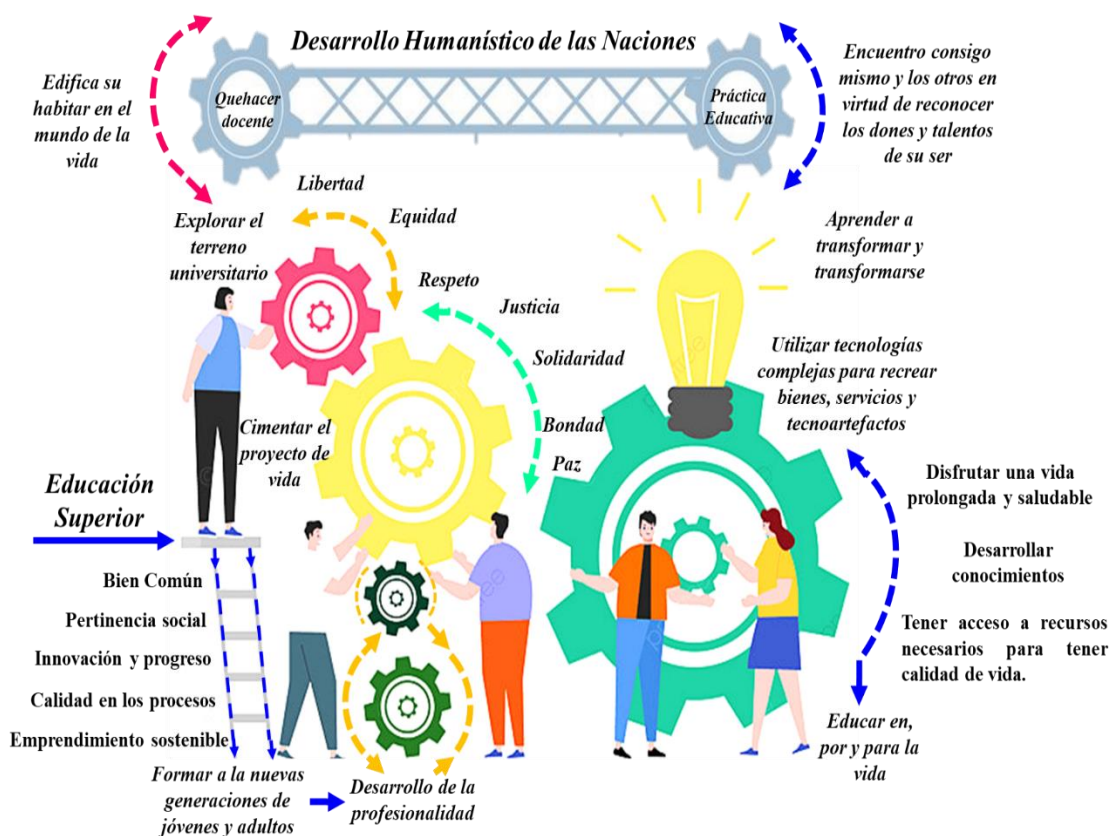 Desarrollo Humanístico de las Naciones
Edifica su
habitar en el
mundo de la
vida
Quehacer
docente
Práctica
Educativa
Encuentro consigo
mismo y los otros en
virtud de reconocer
los dones y talentos
de su ser
Libertad
Equidad
Explorar el
terreno
universitario
Respeto
Justicia
Solidaridad
Bondad
Paz
Aprender a
transformar y
transformarse
Utilizar tecnologías
complejas para recrear
bienes, servicios y
tecnoartefactos
Cimentar el
proyecto de
vida
Educación
Superior
Bien Común
Pertinencia social
Innovación y progreso
Calidad en los procesos
Emprendimiento sostenible
Formar a la nuevas
generaciones de
jóvenes y adultos
Desarrollo de la
profesionalidad
Disfrutar una vida
prolongada y saludable
Desarrollar
conocimientos
Tener acceso a recursos
necesarios para tener
calidad de vida.
Educar en,
por y para la
vida